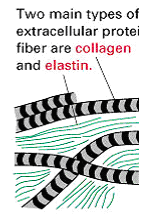 Two main types of
extracellular protei
fiber are collagen
and elastin.